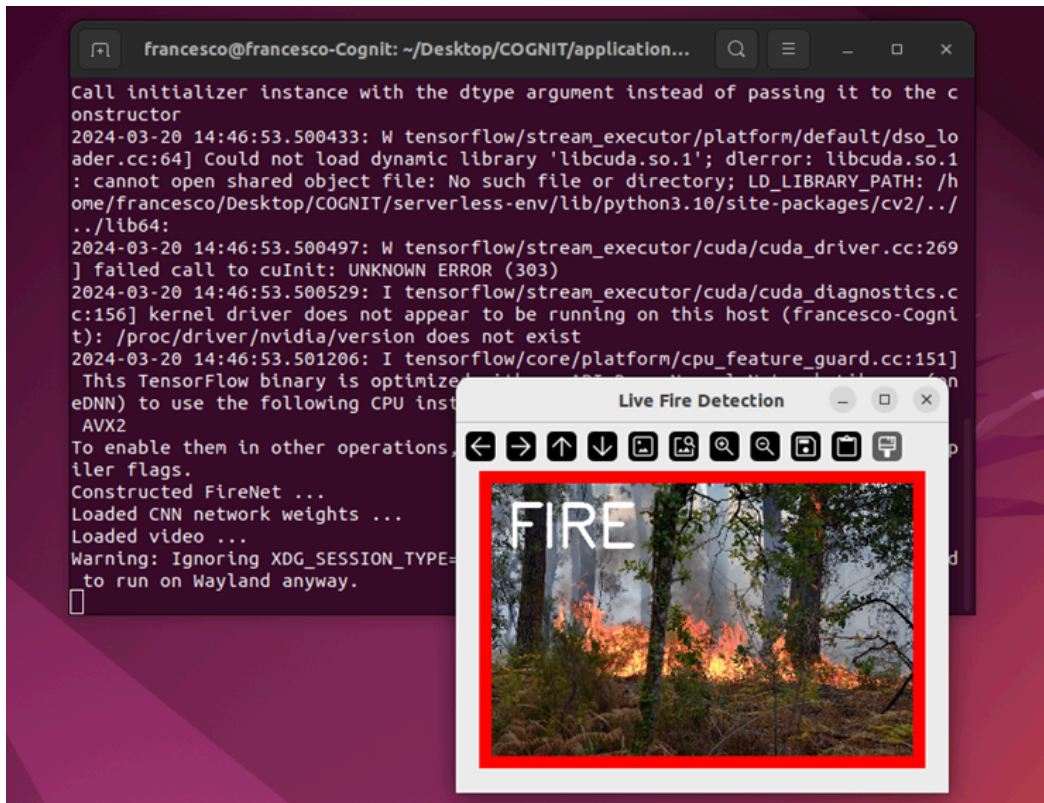 francesco@francesco-Cognit: ~/Desktop/COGNIT/application...
Call initializer instance with the dtype argument instead of passing it to the c
onstructor
2024-03-20 14:46:53.500433: W tensorflow/stream_executor/platform/default/dso_lo
ader.cc:64] Could not load dynamic library 'libcuda.so.1'; dlerror: libcuda.so.1
: cannot open shared object file: No such file or directory; LD_LIBRARY_PATH: /h
ome/francesco/Desktop/COGNIT/serverless-env/lib/python3.10/site-packages/cv2/../
../lib64:
2024-03-20 14:46:53.500497: W tensorflow/stream_executor/cuda/cuda_driver.cc:269
] failed call to cuInit: UNKNOWN ERROR (303)
2024-03-20 14:46:53.500529: I tensorflow/stream_executor/cuda/cuda_diagnostics.c
c:156] kernel driver does not appear to be running on this host (francesco-Cogni
t): /proc/driver/nvidia/version does not exist
2024-03-20 14:46:53.501206: I tensorflow/core/platform/cpu_feature_guard.cc:151]
This TensorFlow binary is optimized
eDNN) to use the following CPU inst
AVX2
To enable them in other operations, p
iler flags.
Constructed FireNet ...
Loaded CNN network weights ...
Loaded video ...
Warning: Ignoring XDG_SESSION_TYPE= d
to run on Wayland anyway.
Live Fire Detection
FIRE